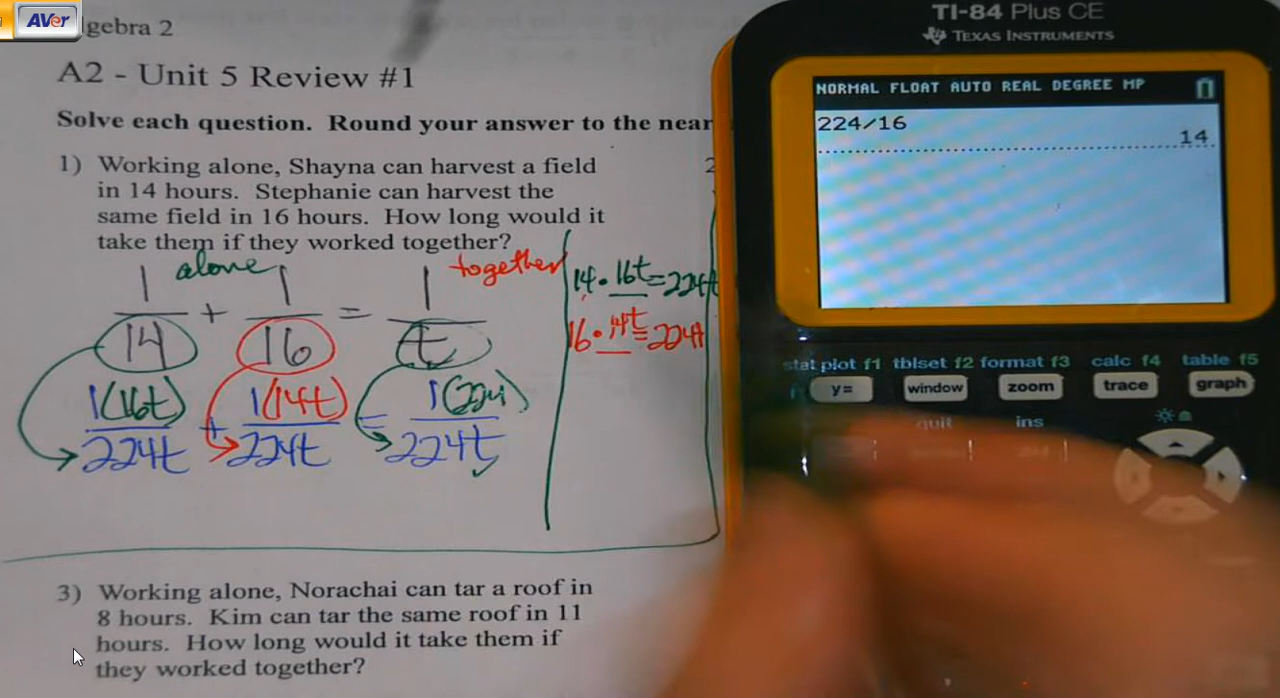 AVer
lgebra 2
A2 - Unit 5 Review #1
Solve each question. Round your answer to the near
1) Working alone, Shayna can harvest a field
in 14 hours. Stephanie can harvest the
same field in 16 hours. How long would it
take them if they worked together?
2
alone
together
1 1 1
+ =
14 16 t
1(16t) 1(14t) 1(224)
+ =
224t 224t 224t
14 · 16t = 224t
16 · 14t = 224t
3) Working alone, Norachai can tar a roof in
8 hours. Kim can tar the same roof in 11
hours. How long would it take them if
they worked together?
TI-84 Plus CE
TEXAS INSTRUMENTS
NORMAL FLOAT AUTO REAL DEGREE MP
224/16
14
stat plot f1 tblset f2 format f3 calc f4 table f5
y= window zoom trace graph
quit ins